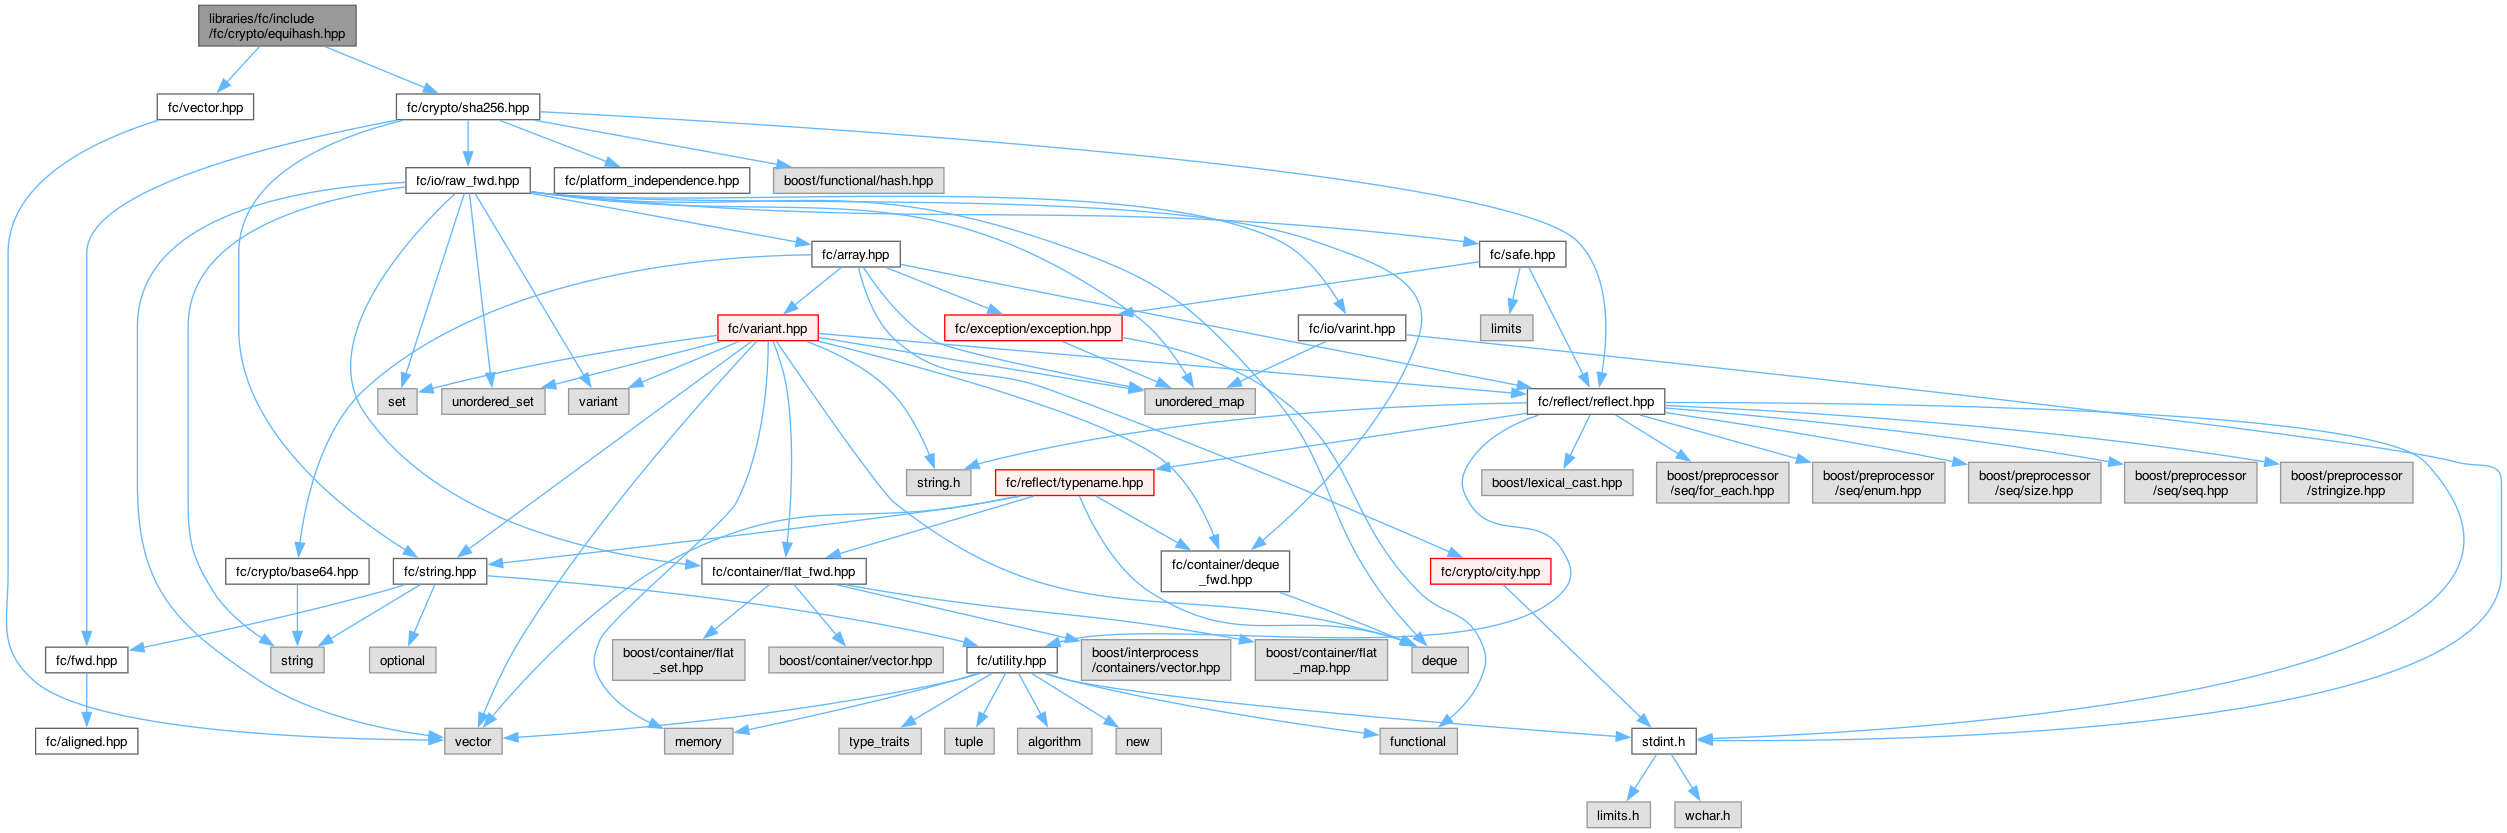 libraries/fc/include
/fc/crypto/equihash.hpp
fc/vector.hpp
fc/crypto/sha256.hpp
fc/io/raw_fwd.hpp
fc/platform_independence.hpp
boost/functional/hash.hpp
fc/array.hpp
fc/safe.hpp
fc/variant.hpp
fc/exception/exception.hpp
fc/io/varint.hpp
limits
set
unordered_set
variant
unordered_map
fc/reflect/reflect.hpp
string.h
fc/reflect/typename.hpp
boost/lexical_cast.hpp
boost/preprocessor
/seq/for_each.hpp
boost/preprocessor
/seq/enum.hpp
boost/preprocessor
/seq/size.hpp
boost/preprocessor
/seq/seq.hpp
boost/preprocessor
/stringize.hpp
fc/crypto/base64.hpp
fc/string.hpp
fc/container/flat_fwd.hpp
fc/container/deque
_fwd.hpp
fc/crypto/city.hpp
fc/fwd.hpp
string
optional
boost/container/flat
_set.hpp
boost/container/vector.hpp
fc/utility.hpp
boost/interprocess
/containers/vector.hpp
boost/container/flat
_map.hpp
deque
fc/aligned.hpp
vector
memory
type_traits
tuple
algorithm
new
functional
stdint.h
limits.h
wchar.h